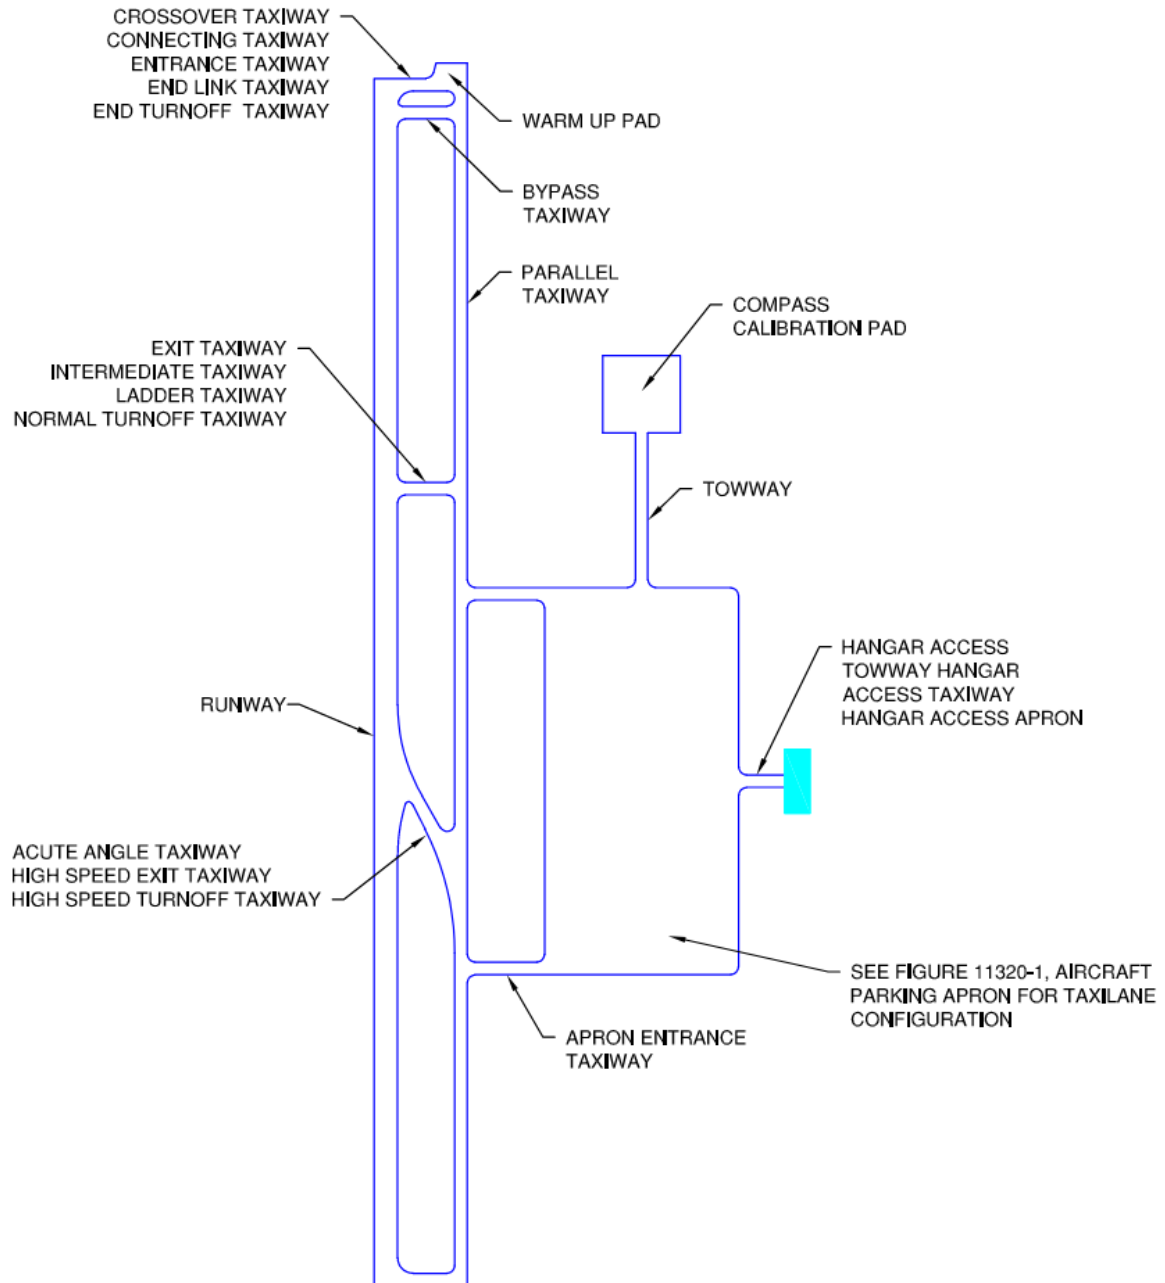 CROSSOVER TAXIWAY
CONNECTING TAXIWAY
ENTRANCE TAXIWAY
END LINK TAXIWAY
END TURNOFF TAXIWAY
WARM UP PAD
BYPASS
TAXIWAY
PARALLEL
TAXIWAY
COMPASS
CALIBRATION PAD
EXIT TAXIWAY
INTERMEDIATE TAXIWAY
LADDER TAXIWAY
NORMAL TURNOFF TAXIWAY
TOWWAY
HANGAR ACCESS
TOWWAY HANGAR
ACCESS TAXIWAY
HANGAR ACCESS APRON
RUNWAY
ACUTE ANGLE TAXIWAY
HIGH SPEED EXIT TAXIWAY
HIGH SPEED TURNOFF TAXIWAY
SEE FIGURE 11320-1, AIRCRAFT
PARKING APRON FOR TAXILANE
CONFIGURATION
APRON ENTRANCE
TAXIWAY